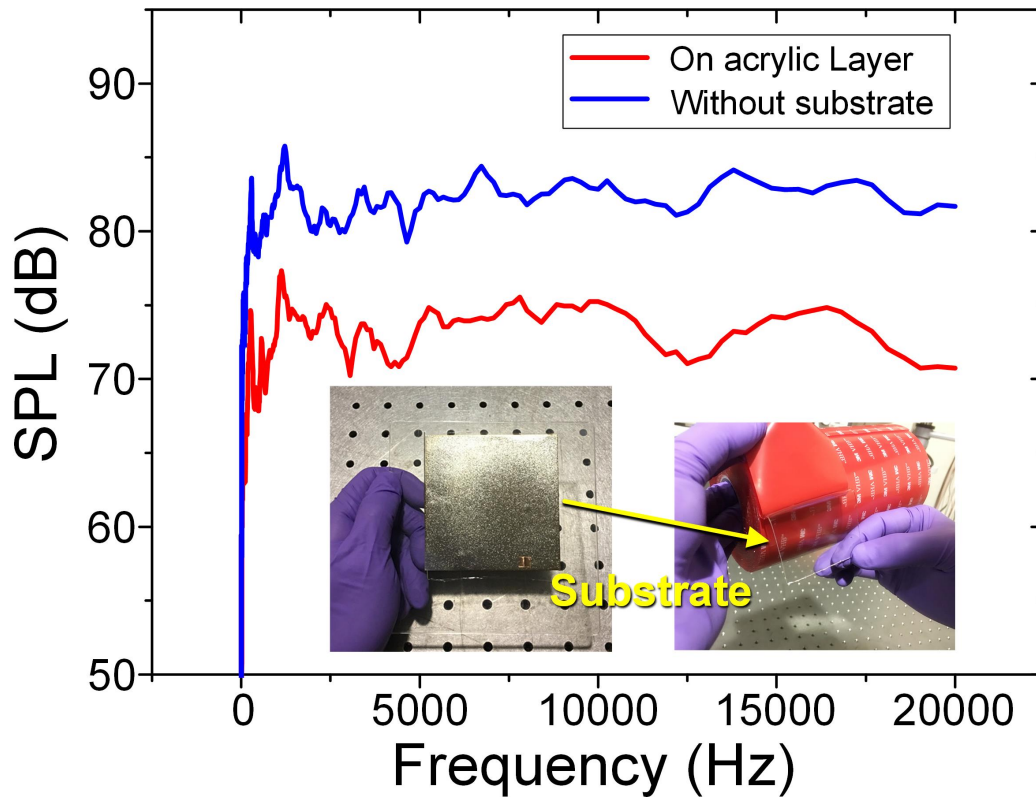 On acrylic Layer
Without substrate
SPL (dB)
90
80
70
60
50
0
5000
10000
15000
20000
Frequency (Hz)
Substrate
VHB